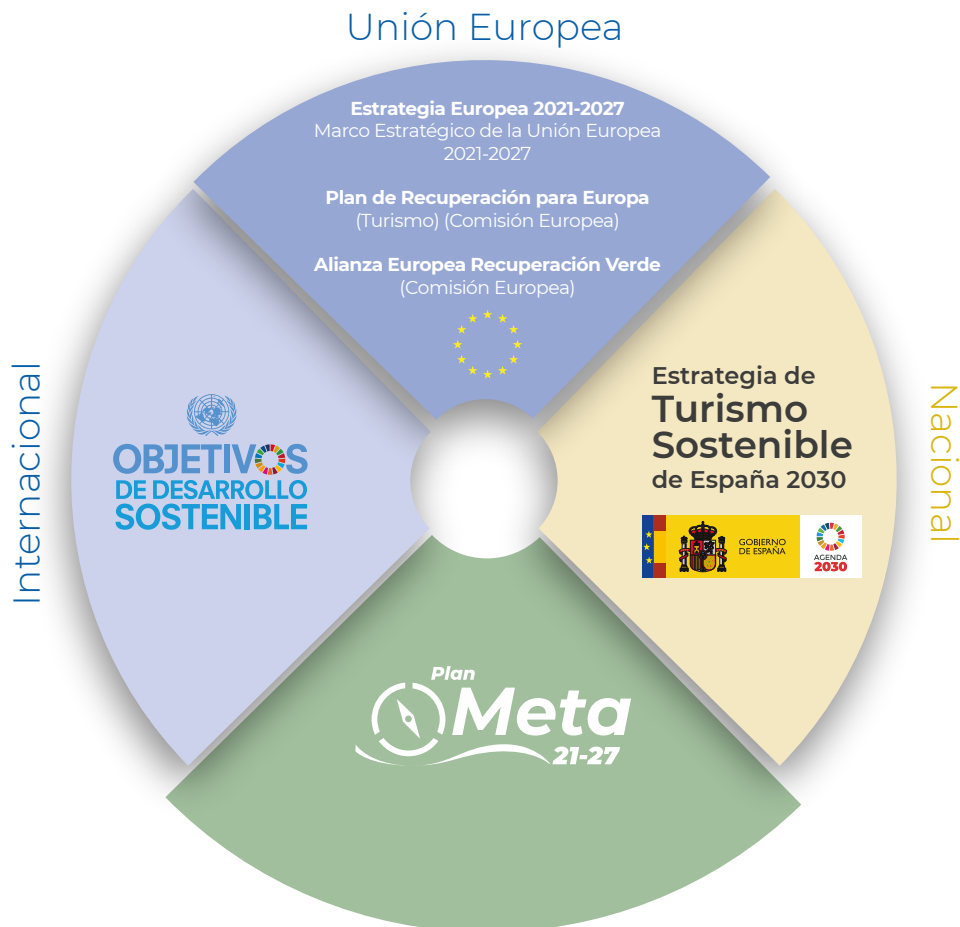 Unión Europea
Estrategia Europea 2021-2027
Marco Estratégico de la Unión Europea
2021-2027
Plan de Recuperación para Europa
(Turismo) (Comisión Europea)
Alianza Europea Recuperación Verde
(Comisión Europea)
Internacional
OBJETIVOS
DE DESARROLLO
SOSTENIBLE
Estrategia de
Turismo
Sostenible
de España 2030
GOBIERNO
DE ESPAÑA
AGENDA
2030
Nacional
Plan
Meta
21-27